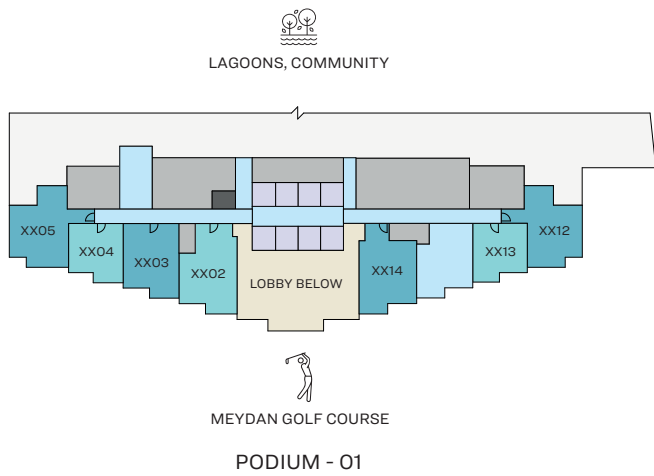 LAGOONS, COMMUNITY
XX05
XX12
XX04
XX13
XX03
XX02
XX14
LOBBY BELOW
MEYDAN GOLF COURSE
PODIUM - 01